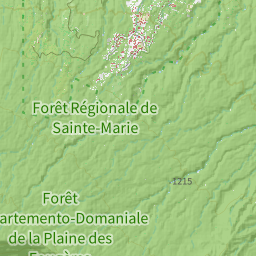 Forêt Régionale de
Sainte-Marie
1215
Forêt
artemento-Domaniale
de la Plaine des